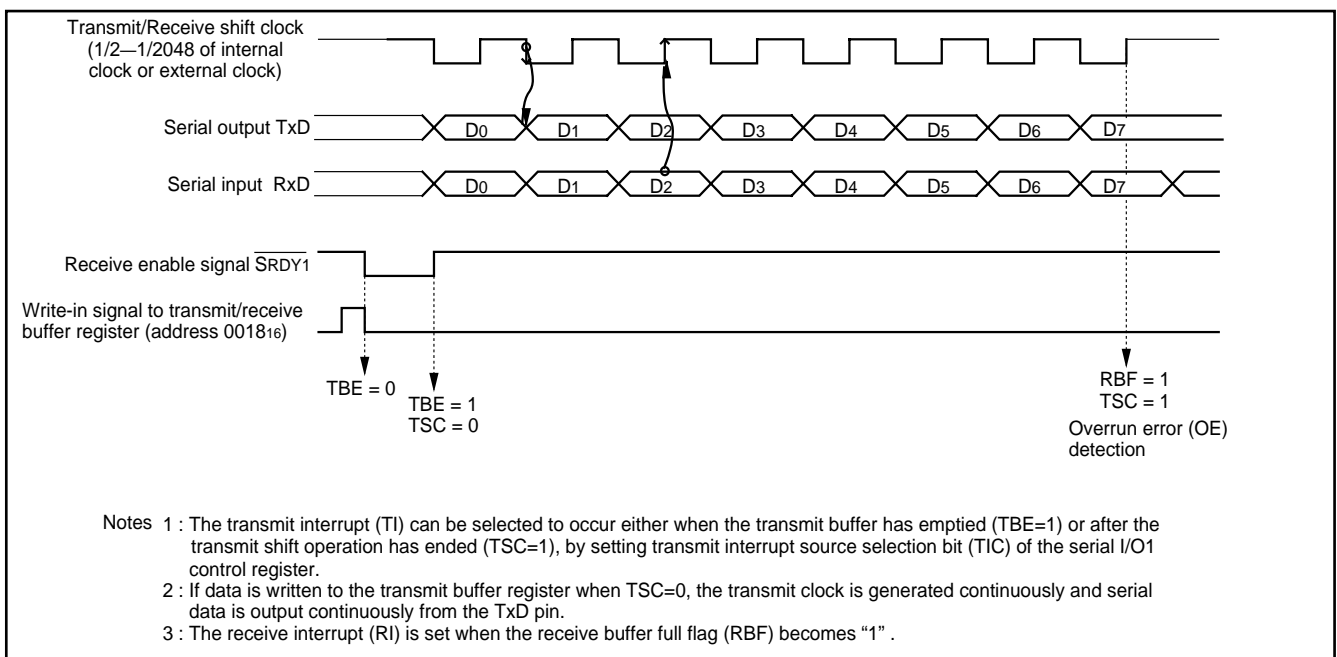 Transmit/Receive shift clock
(1/2—1/2048 of internal
clock or external clock)
Serial output TxD
D0 D1 D2 D3 D4 D5 D6 D7
Serial input RxD
D0 D1 D2 D3 D4 D5 D6 D7
Receive enable signal SRDY1
Write-in signal to transmit/receive
buffer register (address 001816)
TBE = 0
TBE = 1
TSC = 0
RBF = 1
TSC = 1
Overrun error (OE)
detection
Notes 1 : The transmit interrupt (TI) can be selected to occur either when the transmit buffer has emptied (TBE=1) or after the
transmit shift operation has ended (TSC=1), by setting transmit interrupt source selection bit (TIC) of the serial I/O1
control register.
2 : If data is written to the transmit buffer register when TSC=0, the transmit clock is generated continuously and serial
data is output continuously from the TxD pin.
3 : The receive interrupt (RI) is set when the receive buffer full flag (RBF) becomes “1” .